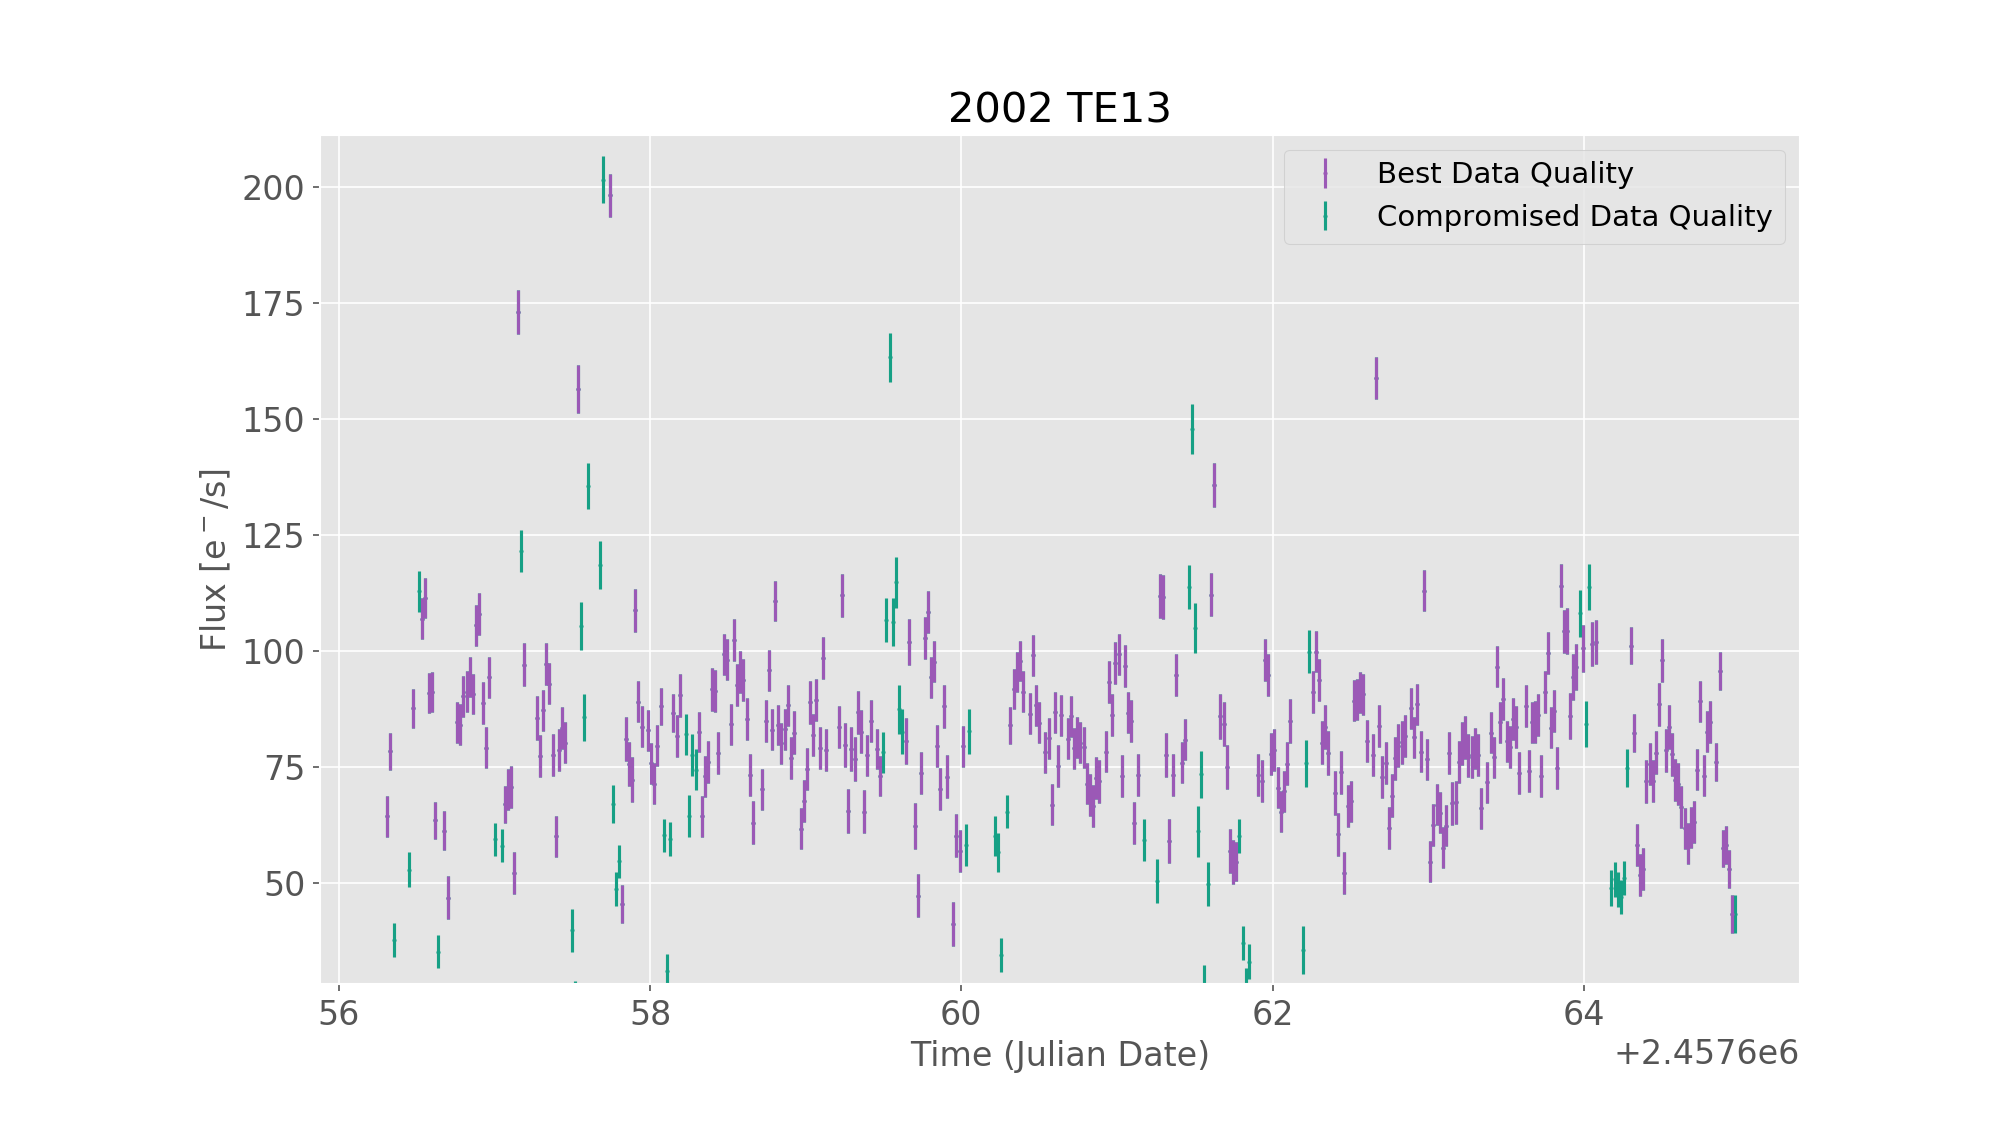 2002 TE13
Best Data Quality
Compromised Data Quality
Flux [e⁻/s]
200
175
150
125
100
75
50
56 58 60 62 64
Time (Julian Date)
+2.4576e6